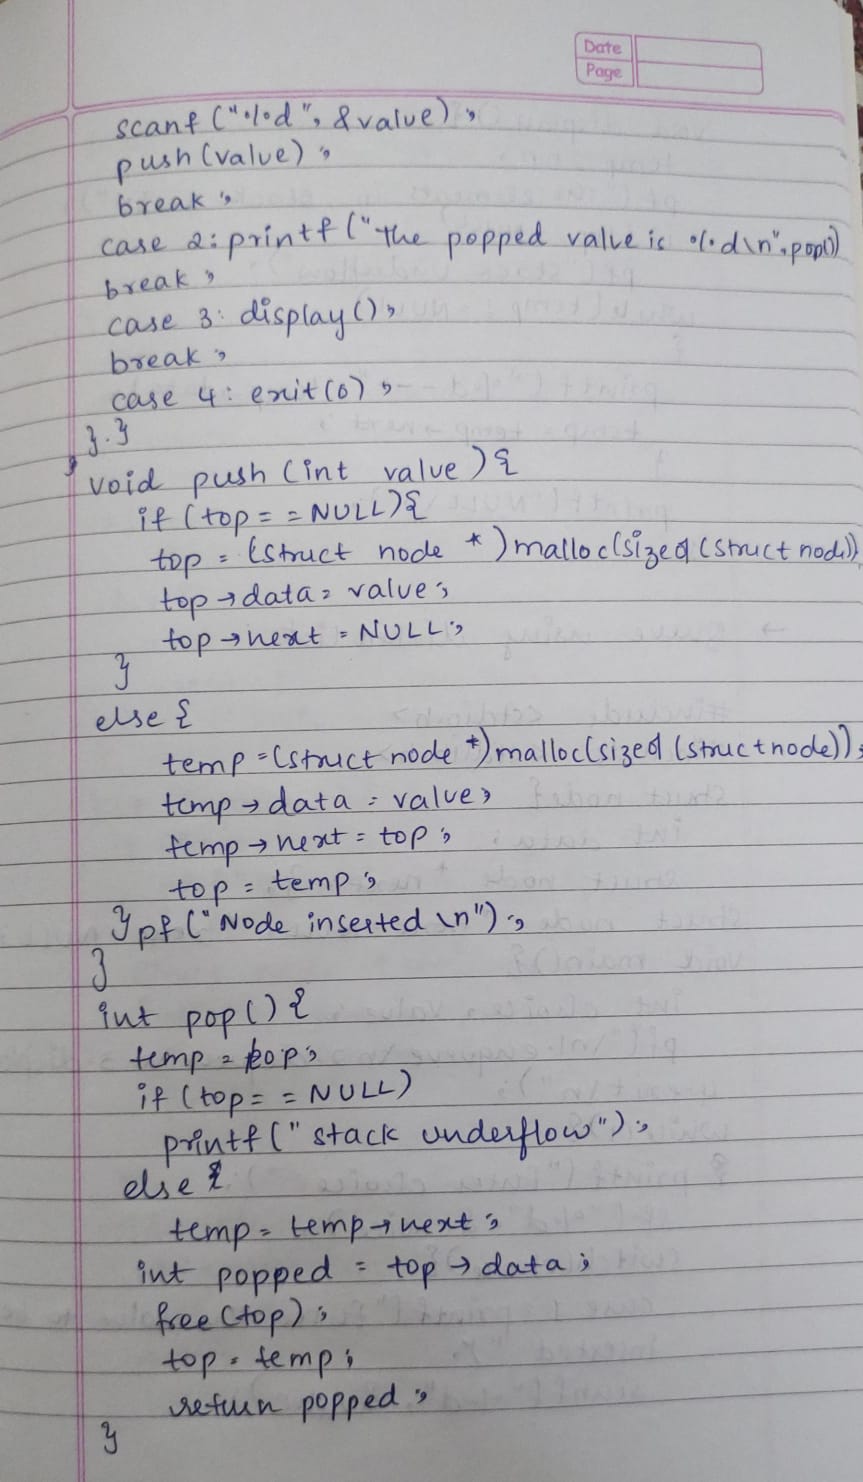 Date
Page
scanf ("%d", &value);
push (value);
break;
case 2: printf ("the popped value is %d\n", pop())
break;
case 3: display();
break;
case 4: exit(0);
}.}
void push (int value) {
if (top == NULL) {
top = (struct node *) malloc(sizeof (struct node))
top → data = value;
top → next = NULL;
}
else {
temp = (struct node *) malloc(sizeof (struct node));
temp → data = value;
temp → next = top;
top = temp;
} pf ("Node inserted \n");
}
int pop() {
temp = top;
if (top == NULL)
printf (" stack underflow");
else {
temp = temp → next;
int popped = top → data;
free (top);
top = temp;
return popped;
}